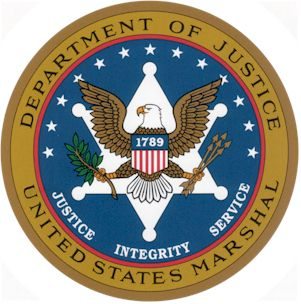 DEPARTMENT OF JUSTICE
1789
JUSTICE INTEGRITY SERVICE
UNITED STATES MARSHAL